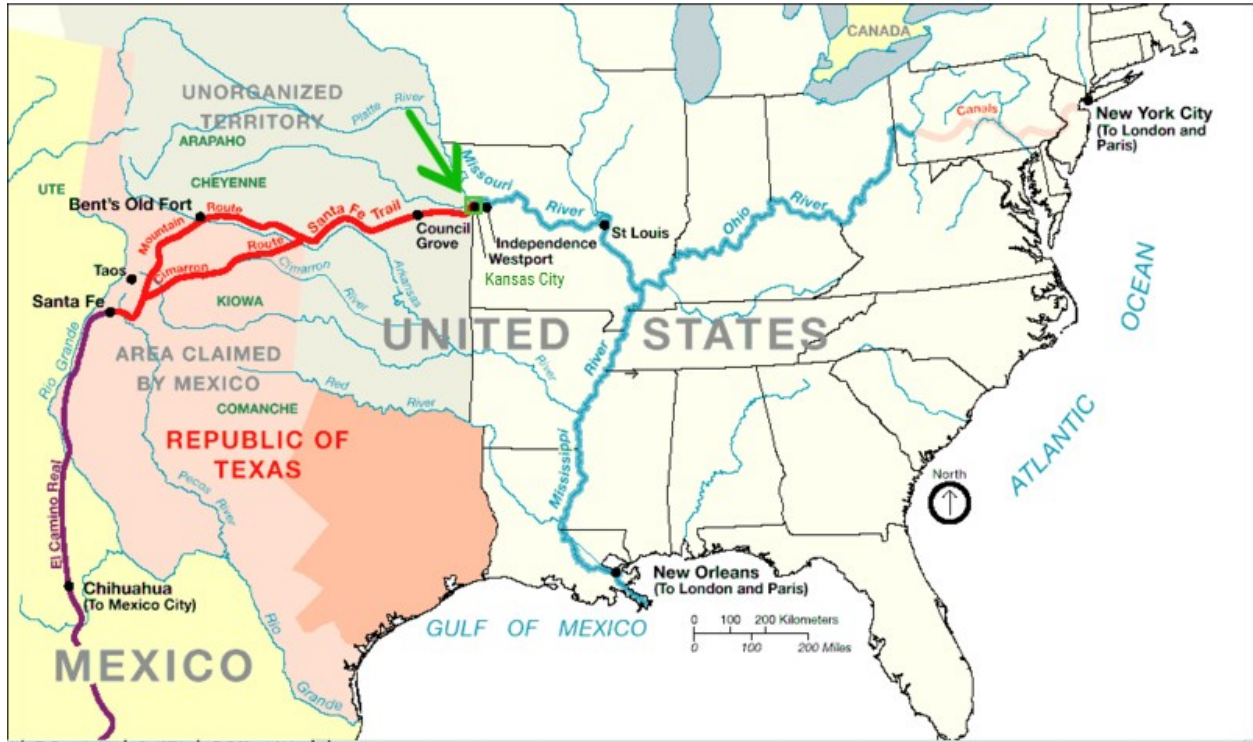 CANADA
UNORGANIZED
TERRITORY
Platte River
ARAPAHO
CHEYENNE
UTE
Bent's Old Fort
Mountain Route
Santa Fe Trail
Cimarron Route
Taos
Santa Fe
Council
Grove
Missouri River
Independence
Westport
Kansas City
St Louis
Ohio River
Canals
New York City
(To London and
Paris)
Cimarron River
Arkansas
KIOWA
UNITED STATES
AREA CLAIMED
BY MEXICO
Rio Grande
Red River
River
COMANCHE
REPUBLIC OF
TEXAS
Pecos River
El Camino Real
Mississippi River
ATLANTIC OCEAN
North
Chihuahua
(To Mexico City)
New Orleans
(To London and Paris)
GULF OF MEXICO
0 100 200 Kilometers
0 100 200 Miles
MEXICO
Rio Grande